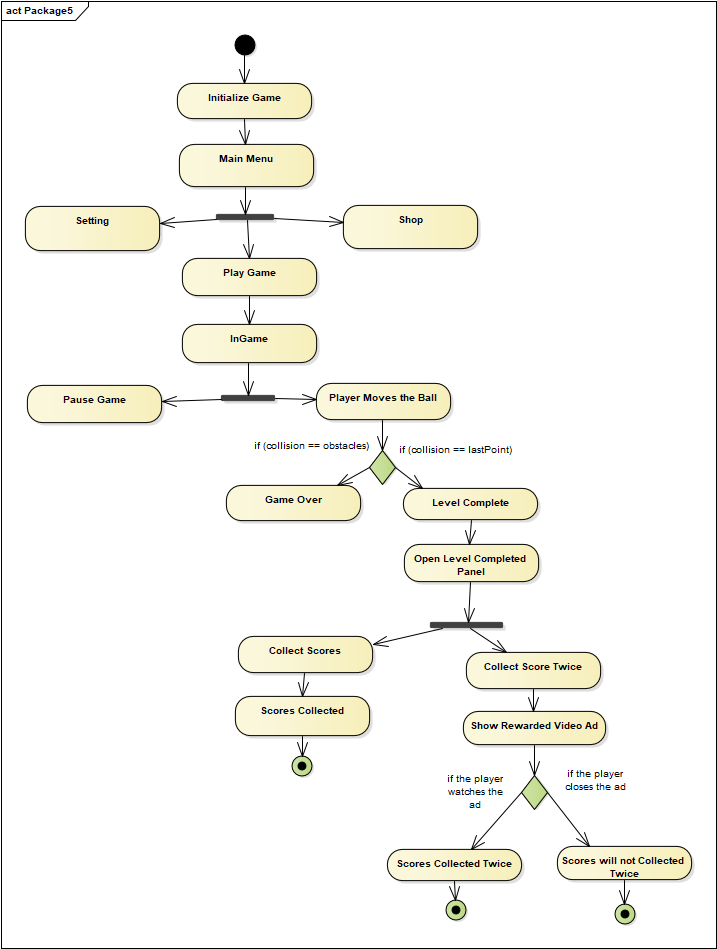 act Package5
Initialize Game
Main Menu
Setting
Shop
Play Game
InGame
Pause Game
Player Moves the Ball
if (collision == obstacles)
if (collision == lastPoint)
Game Over
Level Complete
Open Level Completed
Panel
Collect Scores
Collect Score Twice
Scores Collected
Show Rewarded Video Ad
if the player
watches the
ad
if the player
closes the ad
Scores Collected Twice
Scores will not Collected
Twice